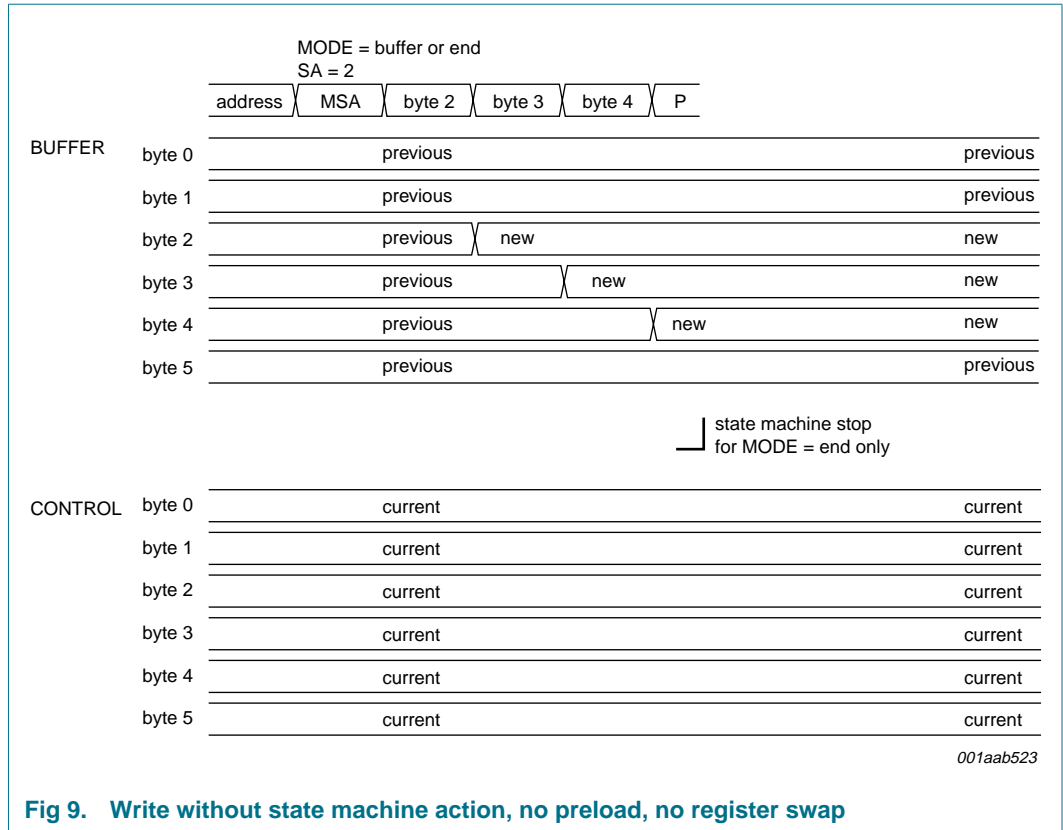 MODE = buffer or end
SA = 2
address MSA byte 2 byte 3 byte 4 P
BUFFER byte 0 previous previous
byte 1 previous previous
byte 2 previous new new
byte 3 previous new new
byte 4 previous new new
byte 5 previous previous
state machine stop
for MODE = end only
CONTROL byte 0 current current
byte 1 current current
byte 2 current current
byte 3 current current
byte 4 current current
byte 5 current current
001aab523
Fig 9. Write without state machine action, no preload, no register swap